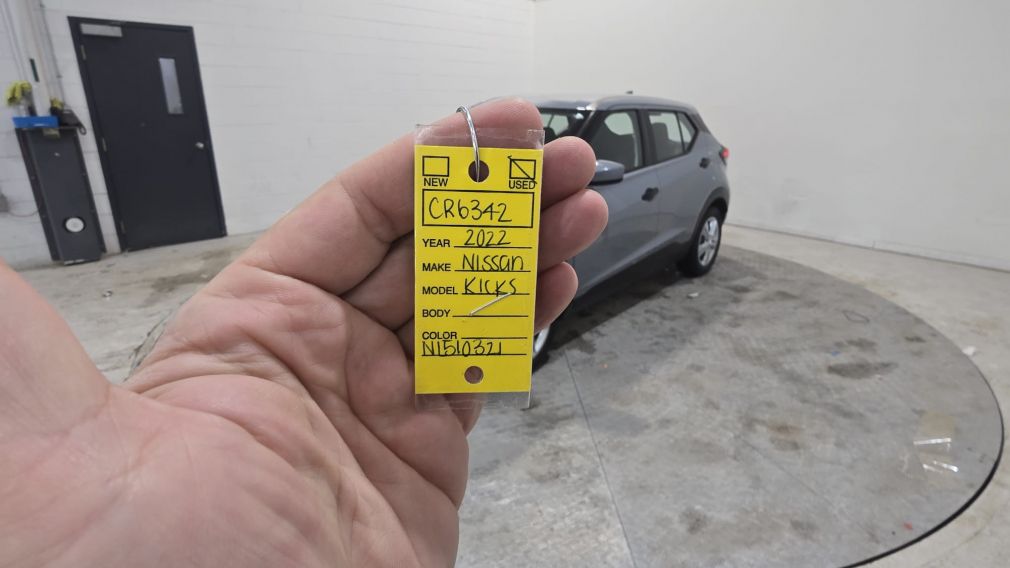 NEW USED
CR6342
YEAR 2022
MAKE Nissan
MODEL KICKS
BODY
COLOR
N1510321